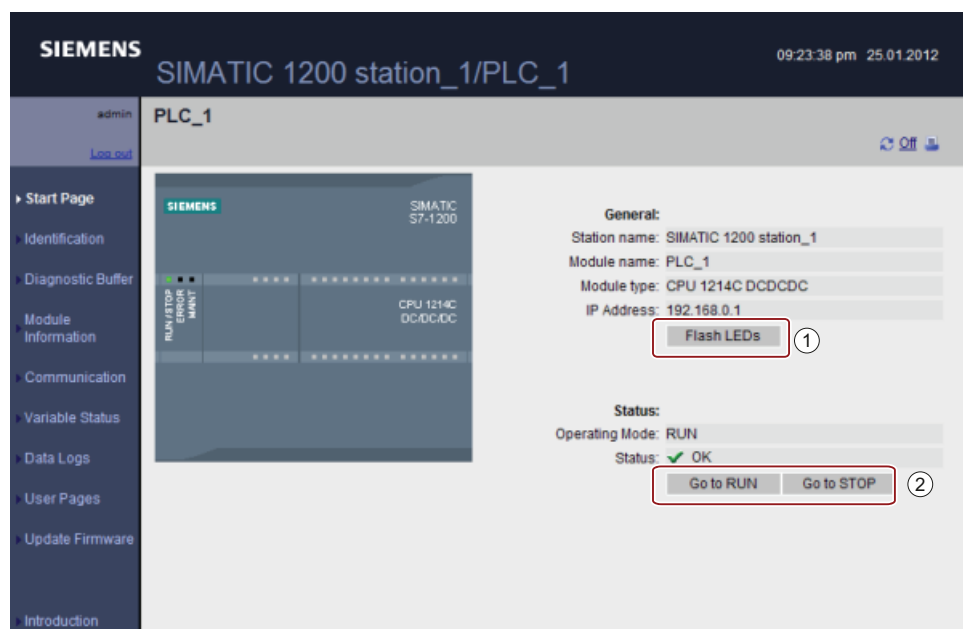 SIEMENS
SIMATIC 1200 station_1/PLC_1
09:23:38 pm 25.01.2012
admin
Log out
PLC_1
Off
Start Page
Identification
Diagnostic Buffer
Module
Information
Communication
Variable Status
Data Logs
User Pages
Update Firmware
Introduction
SIEMENS
SIMATIC
S7-1200
RUN / STOP
ERROR
MAINT
CPU 1214C
DC/DC/DC
General:
Station name: SIMATIC 1200 station_1
Module name: PLC_1
Module type: CPU 1214C DCDCDC
IP Address: 192.168.0.1
Flash LEDs
1
Status:
Operating Mode: RUN
Status: OK
Go to RUN Go to STOP
2